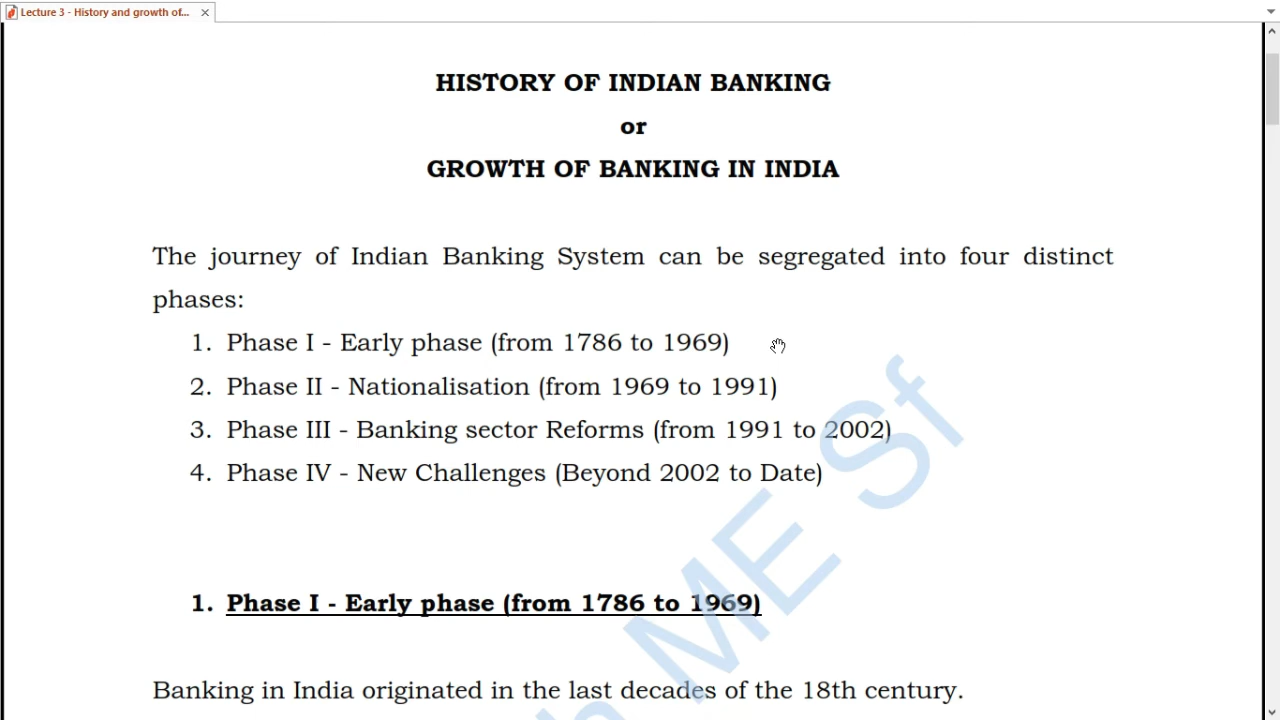 Lecture 3 - History and growth of...
HISTORY OF INDIAN BANKING
or
GROWTH OF BANKING IN INDIA
The journey of Indian Banking System can be segregated into four distinct
phases:
1. Phase I - Early phase (from 1786 to 1969)
2. Phase II - Nationalisation (from 1969 to 1991)
3. Phase III - Banking sector Reforms (from 1991 to 2002)
4. Phase IV - New Challenges (Beyond 2002 to Date)
1. Phase I - Early phase (from 1786 to 1969)
Banking in India originated in the last decades of the 18th century.
ME Sf